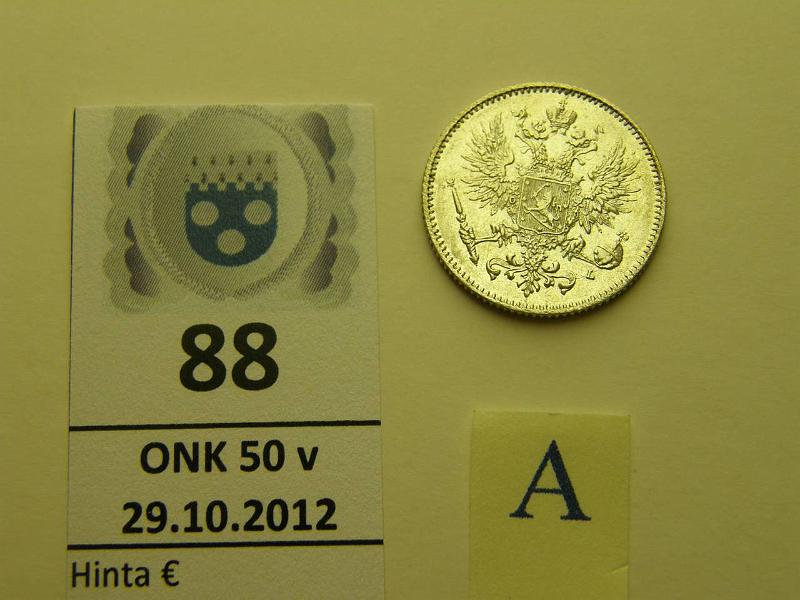 88
ONK 50 v
29.10.2012
Hinta €
A
L